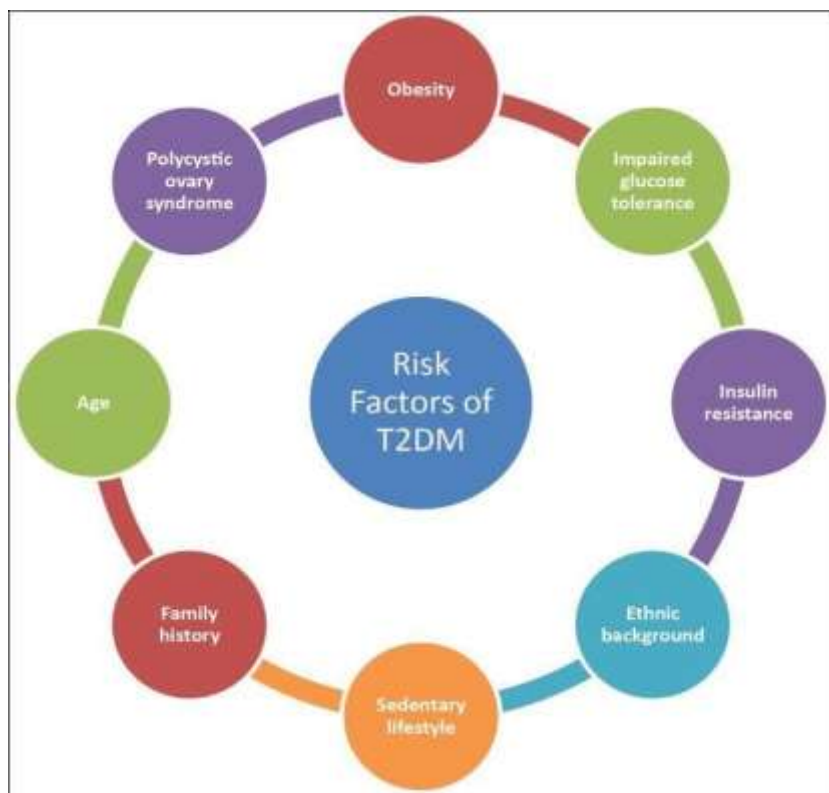 Obesity
Impaired
glucose
tolerance
Insulin
resistance
Ethnic
background
Sedentary
lifestyle
Family
history
Age
Polycystic
ovary
syndrome
Risk
Factors of
T2DM